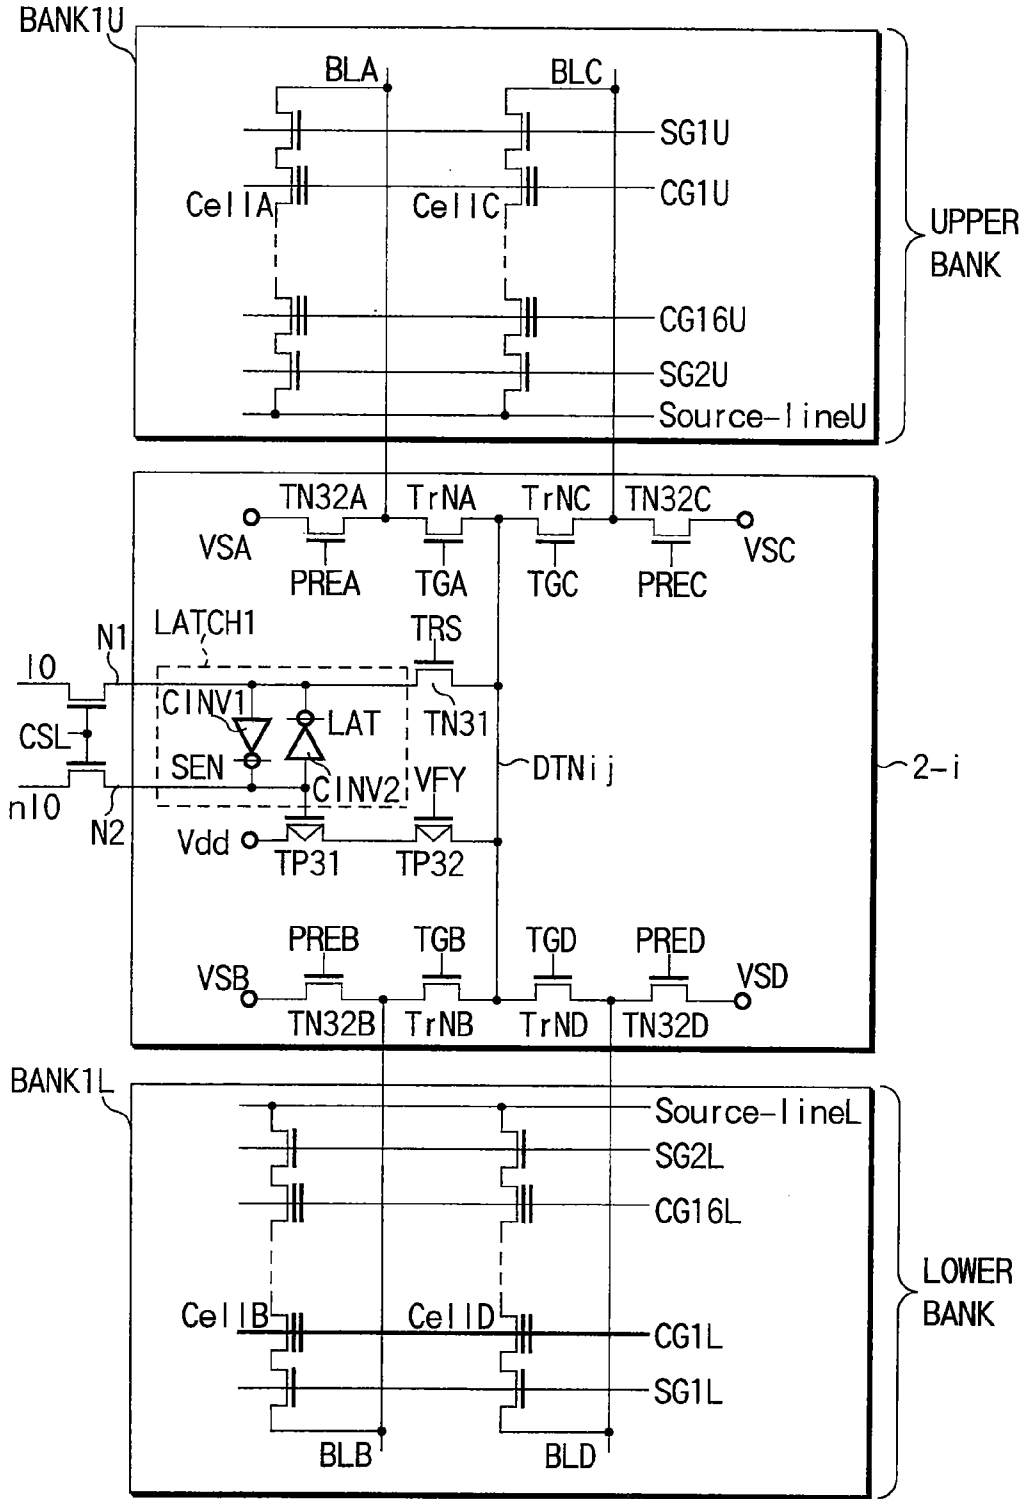 BANK1U
BLA
BLC
SG1U
CG1U
CellA
CellC
UPPER
BANK
CG16U
SG2U
Source-lineU
TN32A
TrNA
TrNC
TN32C
VSA
VSC
PREA
TGA
TGC
PREC
LATCH1
TRS
N1
IO
CINV1
LAT
TN31
CSL
SEN
CINV2
VFY
DTNij
2-i
nIO
N2
Vdd
TP31
TP32
PREB
TGB
TGD
PRED
VSB
VSD
TN32B
TrNB
TrND
TN32D
BANK1L
Source-lineL
SG2L
CG16L
LOWER
BANK
CellB
CellD
CG1L
SG1L
BLB
BLD